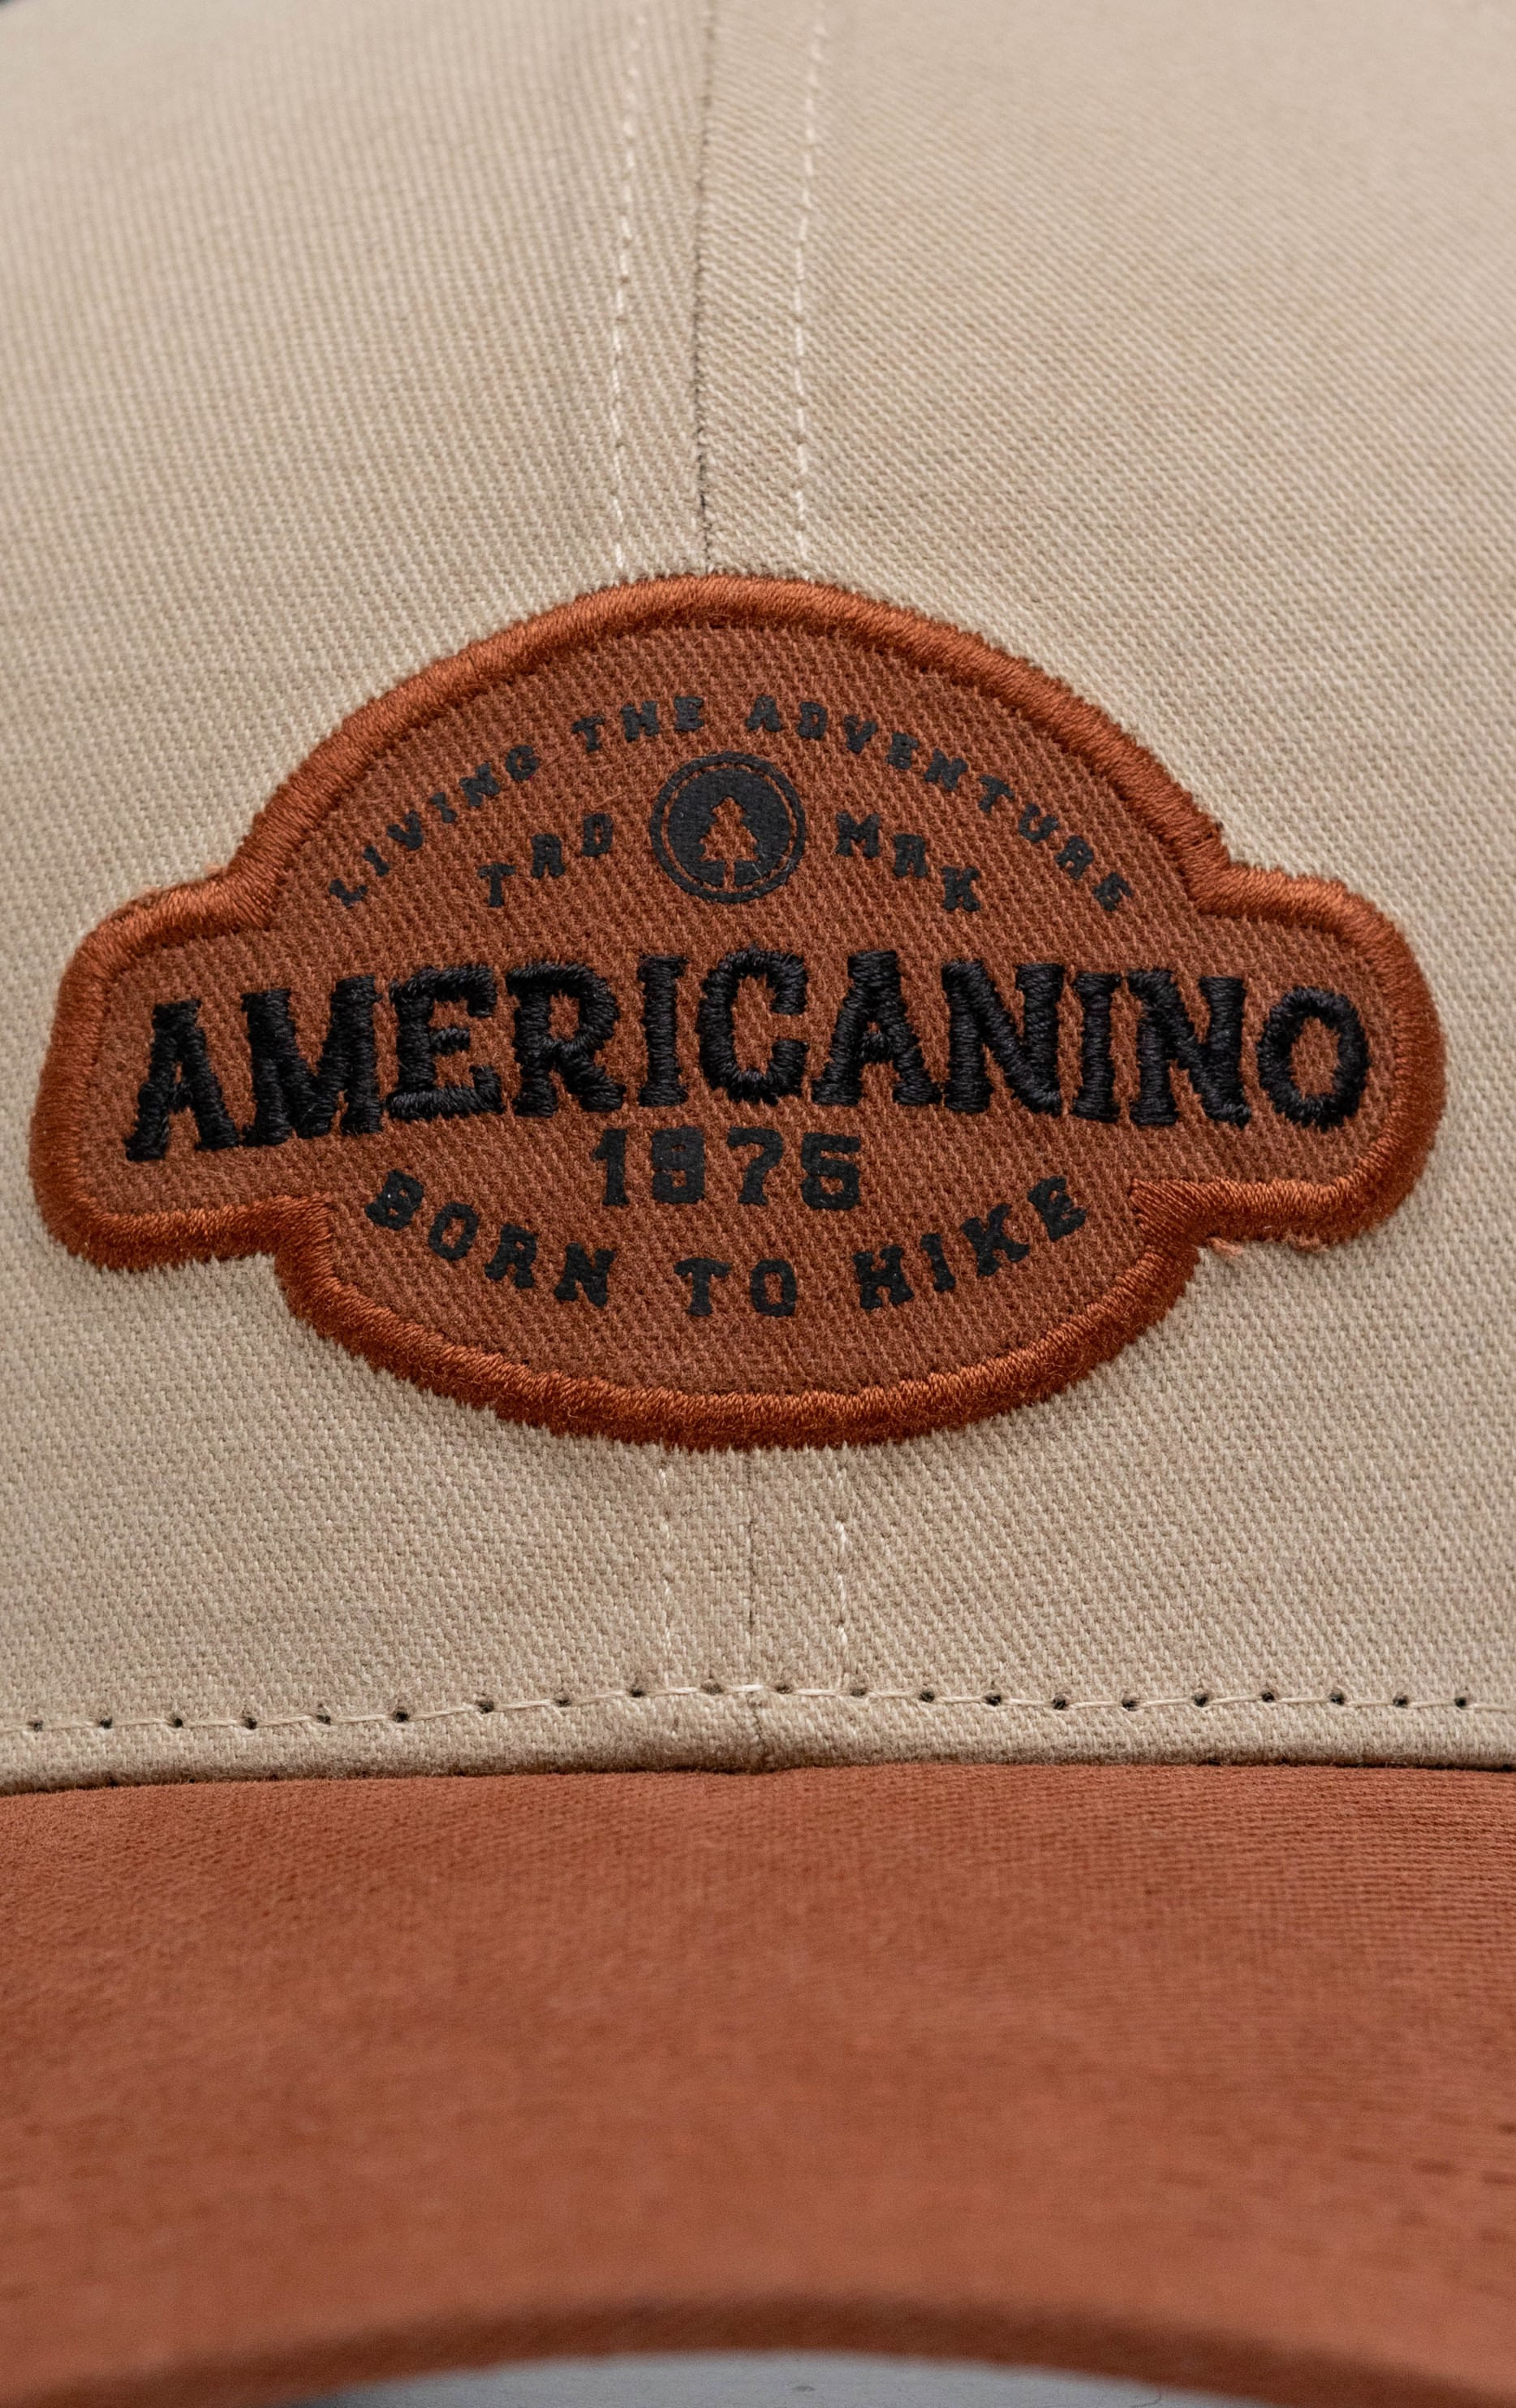 LIVING THE ADVENTURE
TRD MRK
AMERICANINO
1975
BORN TO HIKE